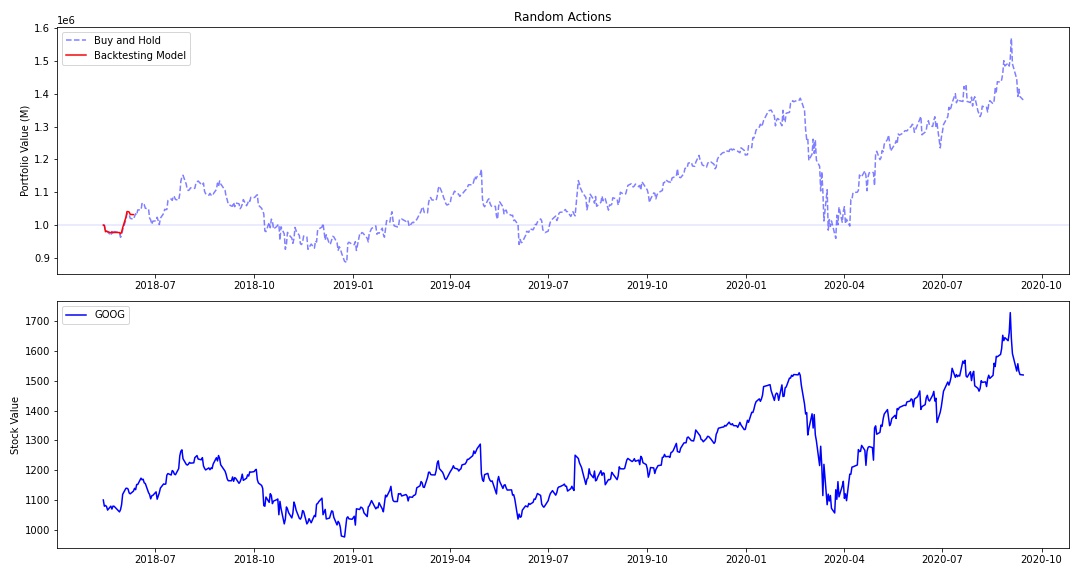 Random Actions
1e6
Buy and Hold
Backtesting Model
Portfolio Value (M)
1.6
1.5
1.4
1.3
1.2
1.1
1.0
0.9
2018-07 2018-10 2019-01 2019-04 2019-07 2019-10 2020-01 2020-04 2020-07 2020-10
GOOG
Stock Value
1700
1600
1500
1400
1300
1200
1100
1000
2018-07 2018-10 2019-01 2019-04 2019-07 2019-10 2020-01 2020-04 2020-07 2020-10